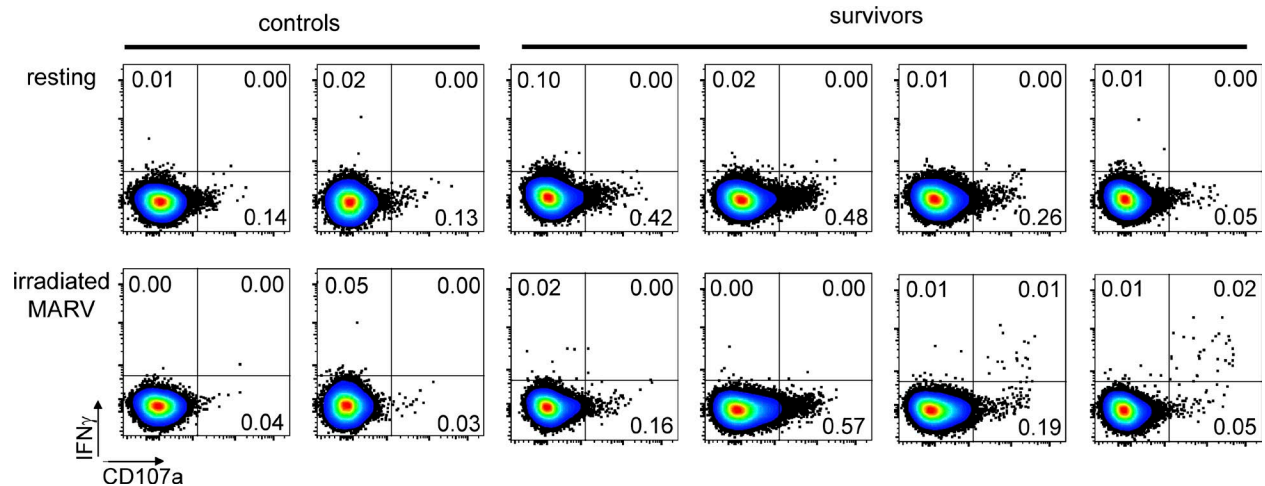 controls
survivors
resting
0.01 0.00 0.02 0.00 0.10 0.00 0.02 0.00 0.01 0.00 0.01 0.00
0.14 0.13 0.42 0.48 0.26 0.05
irradiated
MARV
0.00 0.00 0.05 0.00 0.02 0.00 0.00 0.00 0.01 0.01 0.01 0.02
0.04 0.03 0.16 0.57 0.19 0.05
IFNγ
CD107a